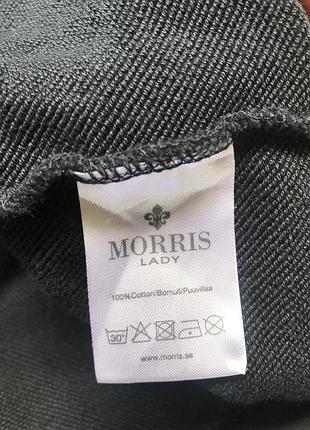 MORRIS
LADY
100%Cotton/Bomull/Puuvillaa
30°
www.morris.se